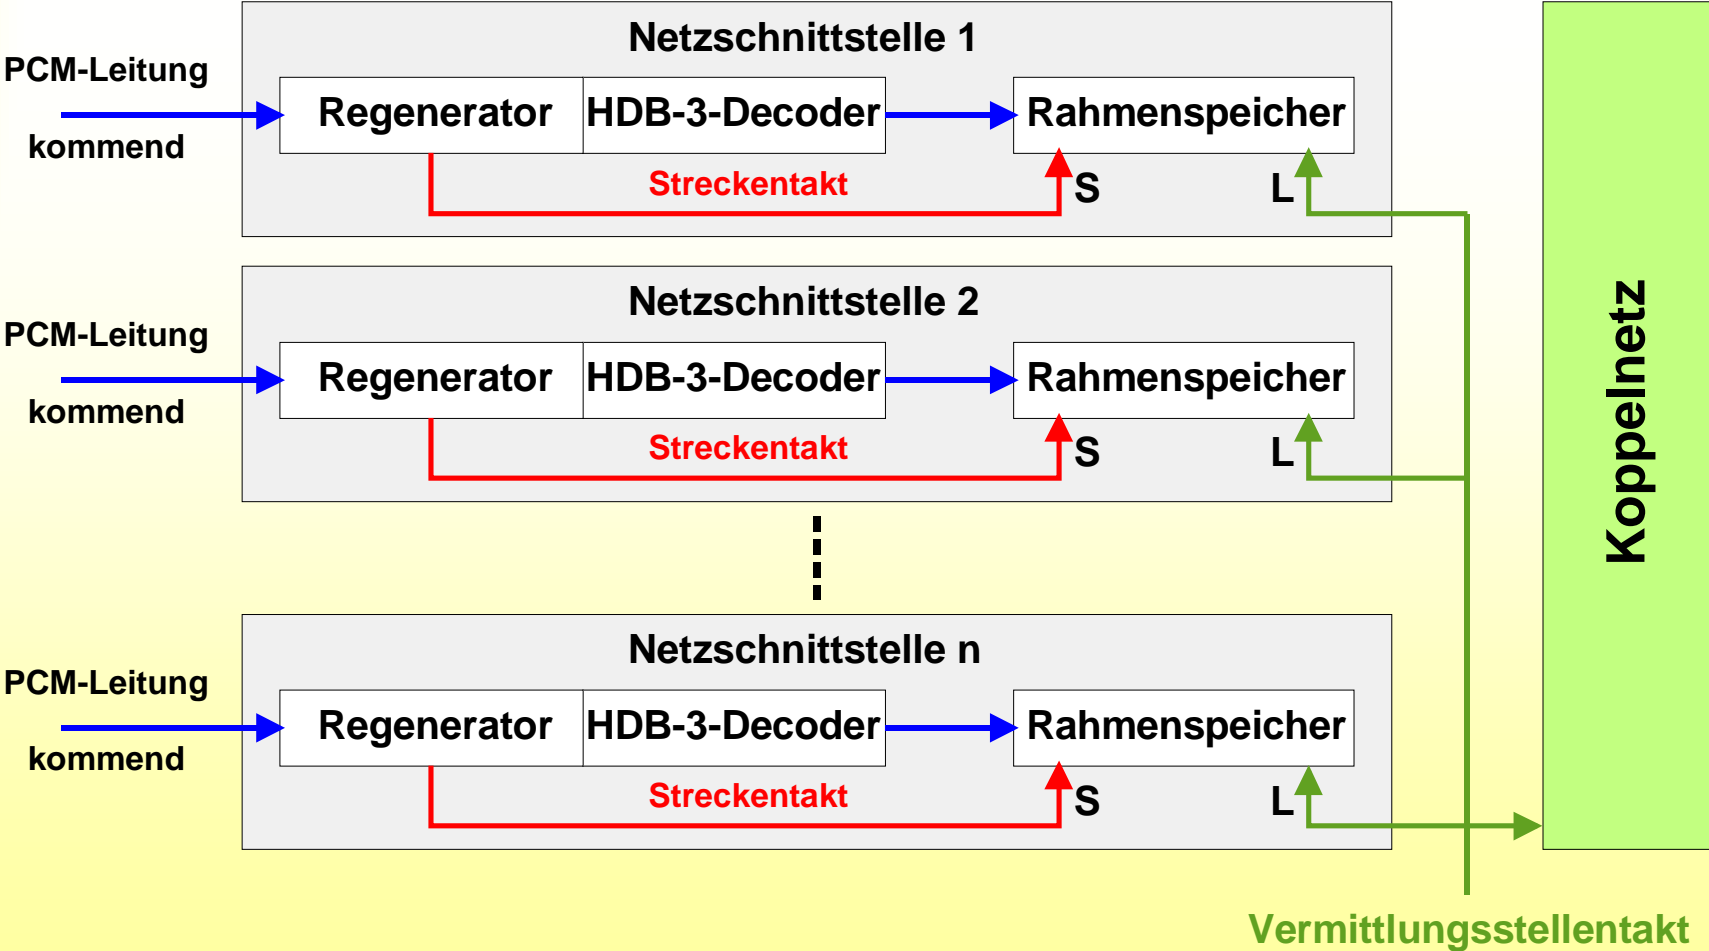 Netzschnittstelle 1
PCM-Leitung
kommend
Regenerator
HDB-3-Decoder
Rahmenspeicher
Streckentakt
S
L
Netzschnittstelle 2
PCM-Leitung
kommend
Regenerator
HDB-3-Decoder
Rahmenspeicher
Streckentakt
S
L
Netzschnittstelle n
PCM-Leitung
kommend
Regenerator
HDB-3-Decoder
Rahmenspeicher
Streckentakt
S
L
Koppelnetz
Vermittlungsstellentakt